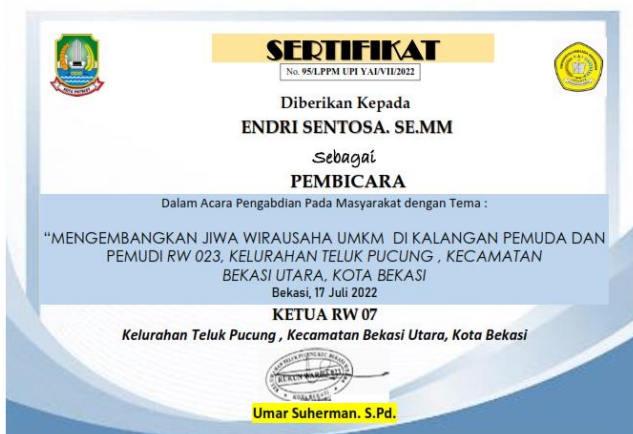 SERTIFIKAT
No. 95/LPPM UPI YAI/VII/2022
Diberikan Kepada
ENDRI SENTOSA. SE.MM
Sebagai
PEMBICARA
Dalam Acara Pengabdian Pada Masyarakat dengan Tema :
“MENGEMBANGKAN JIWA WIRAUSAHA UMKM DI KALANGAN PEMUDA DAN
PEMUDI RW 023, KELURAHAN TELUK PUCUNG , KECAMATAN
BEKASI UTARA, KOTA BEKASI
Bekasi, 17 Juli 2022
KETUA RW 07
Kelurahan Teluk Pucung , Kecamatan Bekasi Utara, Kota Bekasi
RUKUN WARGA
Umar Suherman. S.Pd.